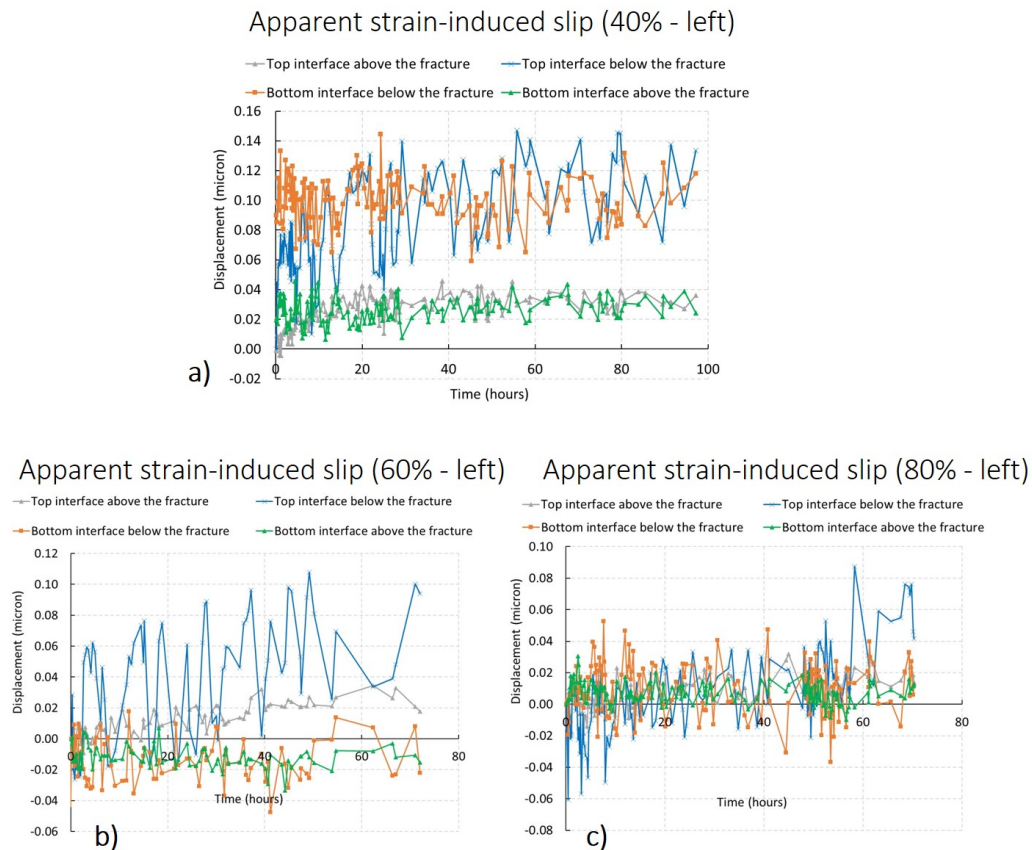 Apparent strain-induced slip (40% - left)
Top interface above the fracture Top interface below the fracture
Bottom interface below the fracture Bottom interface above the fracture
0.16
0.14
0.12
0.10
0.08
0.06
0.04
0.02
0.00
-0.02
Displacement (micron)
0 20 40 60 80 100
Time (hours)
a)
Apparent strain-induced slip (60% - left)
Top interface above the fracture Top interface below the fracture
Bottom interface below the fracture Bottom interface above the fracture
0.12
0.10
0.08
0.06
0.04
0.02
0.00
-0.02
-0.04
-0.06
Displacement (micron)
0 20 40 60 80
Time (hours)
b)
Apparent strain-induced slip (80% - left)
Top interface above the fracture Top interface below the fracture
Bottom interface below the fracture Bottom interface above the fracture
0.10
0.08
0.06
0.04
0.02
0.00
-0.02
-0.04
-0.06
-0.08
Displacement (micron)
0 20 40 60 80
Time (hours)
c)